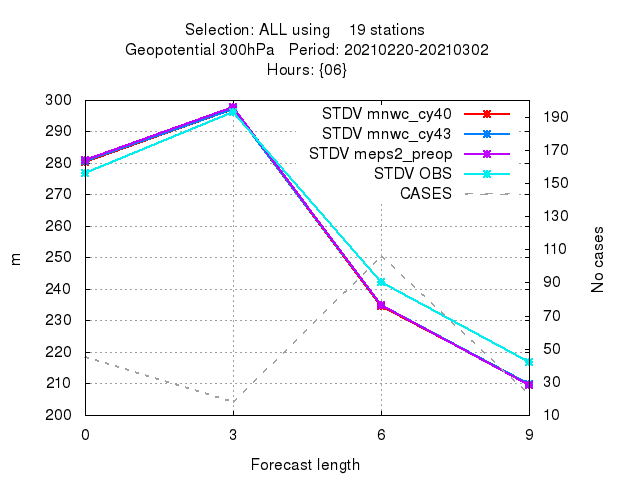 Selection: ALL using 19 stations
Geopotential 300hPa Period: 20210220-20210302
Hours: {06}
STDV mnwc_cy40
STDV mnwc_cy43
STDV meps2_preop
STDV OBS
CASES
300
290
280
270
260
250
240
230
220
210
200
m
190
170
150
130
110
90
70
50
30
10
No cases
0 3 6 9
Forecast length